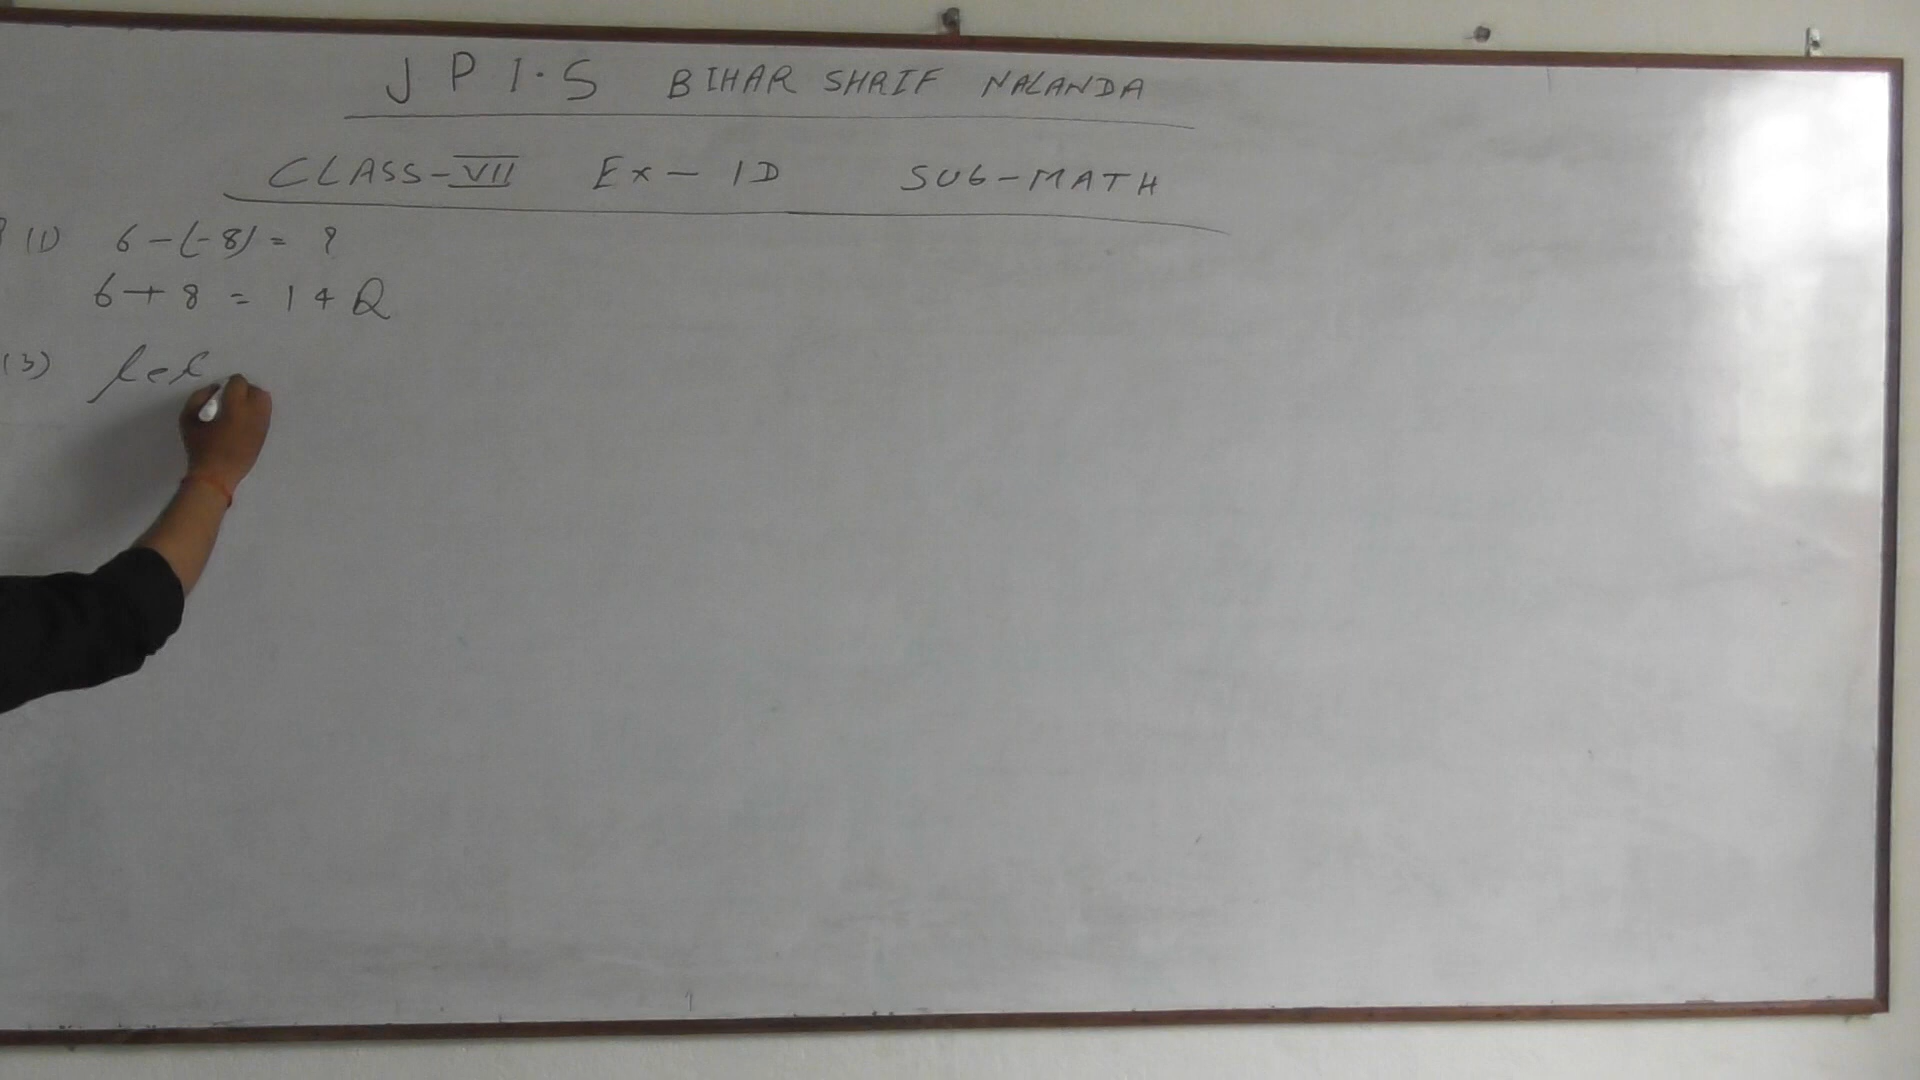 J P I.S BIHAR SHRIF NALANDA
CLASS-VII Ex- 1D SUB-MATH
(1) 6-(-8) = ?
6+8 = 14
(3) Let